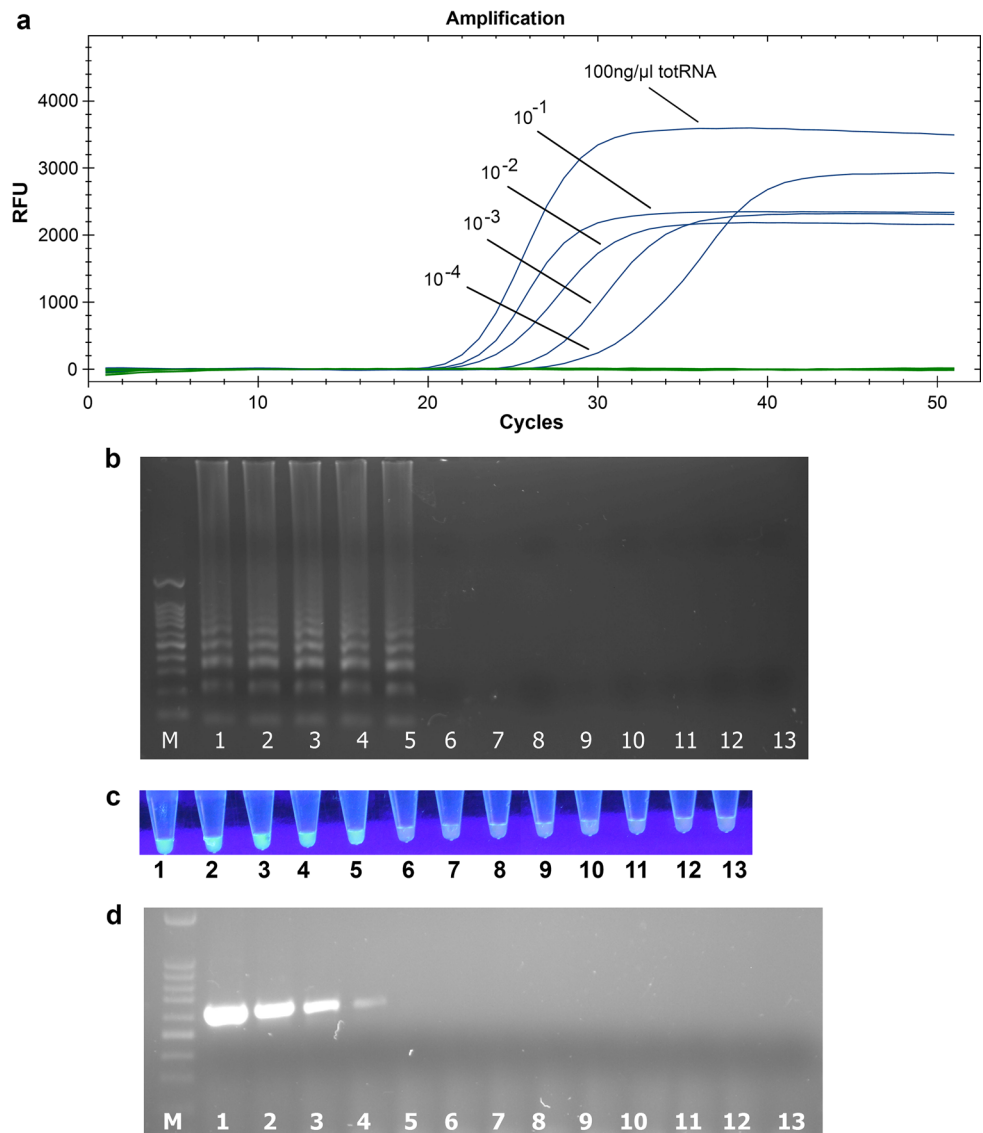 a
Amplification
100ng/µl totRNA
10-1
10-2
10-3
10-4
4000
3000
2000
1000
0
RFU
0 10 20 30 40 50
Cycles
b
M 1 2 3 4 5 6 7 8 9 10 11 12 13
c
1 2 3 4 5 6 7 8 9 10 11 12 13
d
M 1 2 3 4 5 6 7 8 9 10 11 12 13